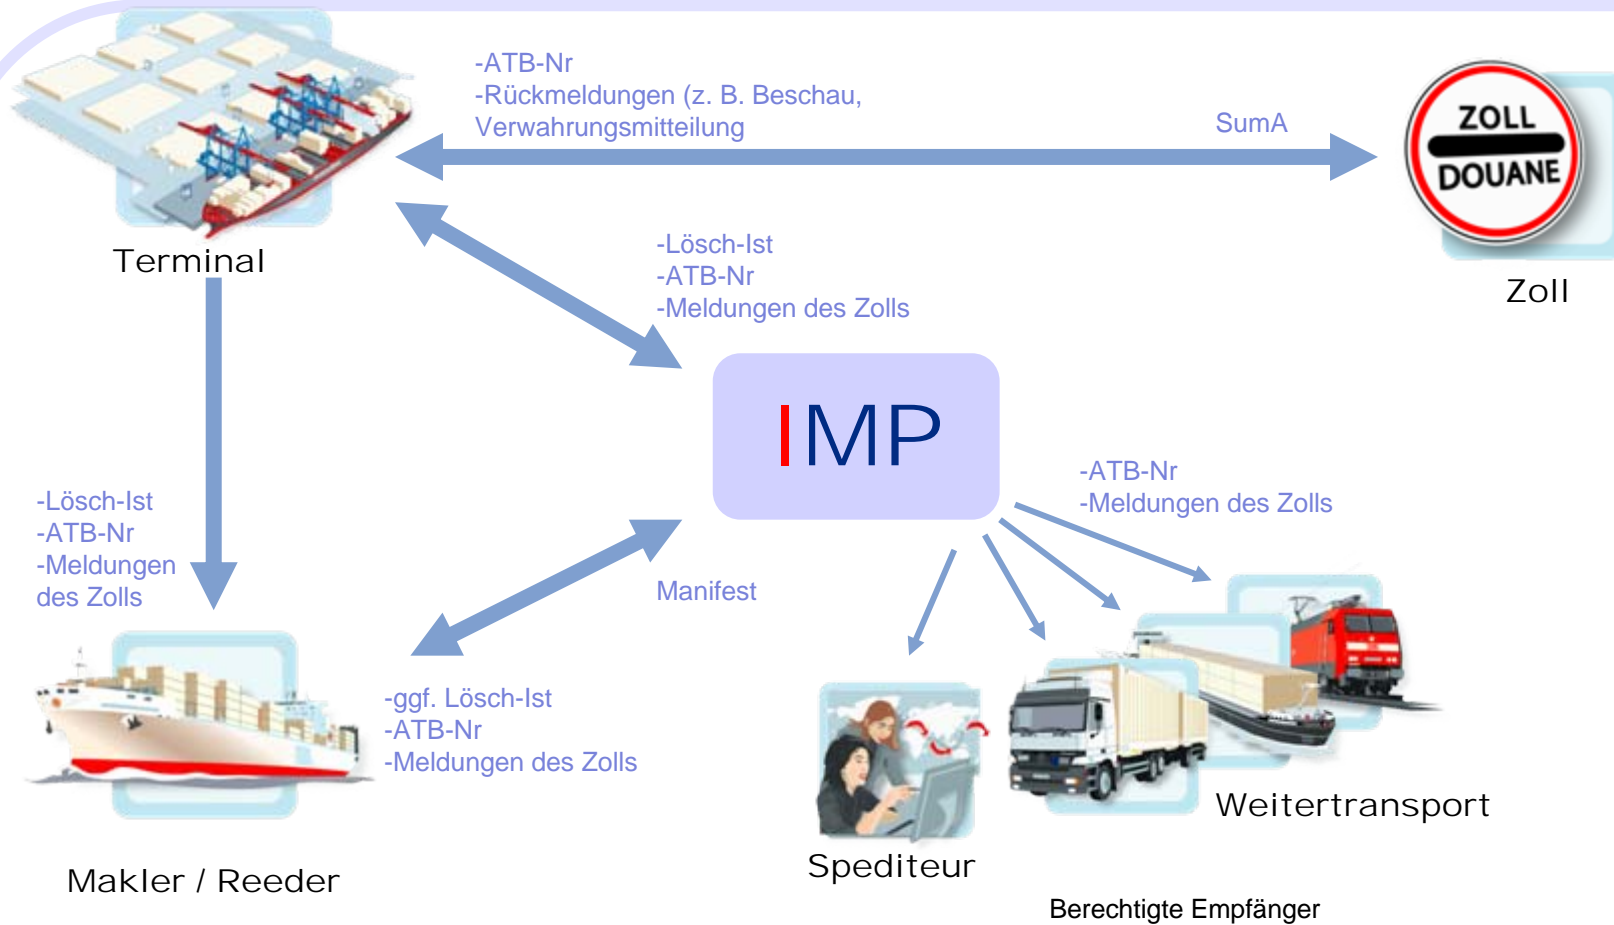 -ATB-Nr
-Rückmeldungen (z. B. Beschau,
Verwahrungsmitteilung
SumA
ZOLL
DOUANE
Zoll
Terminal
-Lösch-Ist
-ATB-Nr
-Meldungen des Zolls
IMP
-ATB-Nr
-Meldungen des Zolls
-Lösch-Ist
-ATB-Nr
-Meldungen
des Zolls
Manifest
-ggf. Lösch-Ist
-ATB-Nr
-Meldungen des Zolls
Makler / Reeder
Spediteur
Weitertransport
Berechtigte Empfänger